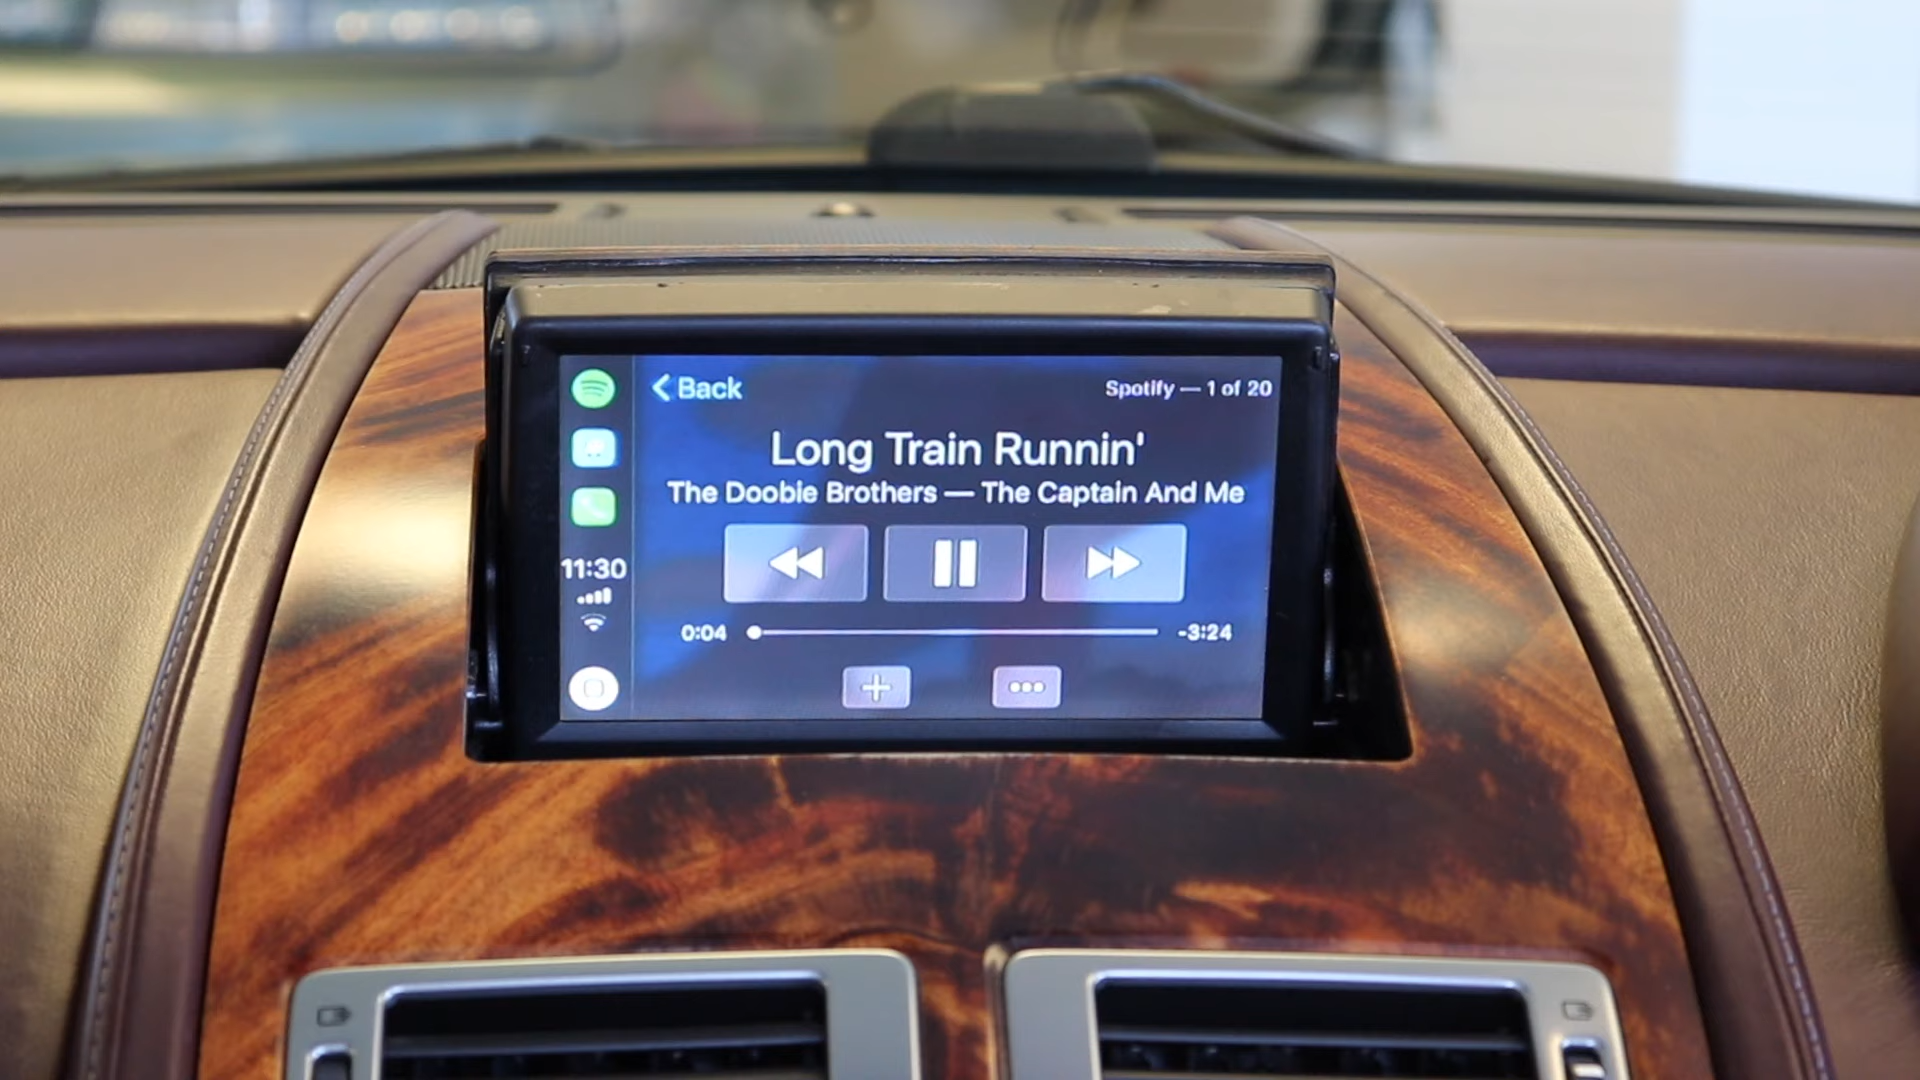 Back
Spotify — 1 of 20
Long Train Runnin'
The Doobie Brothers — The Captain And Me
11:30
0:04
-3:24